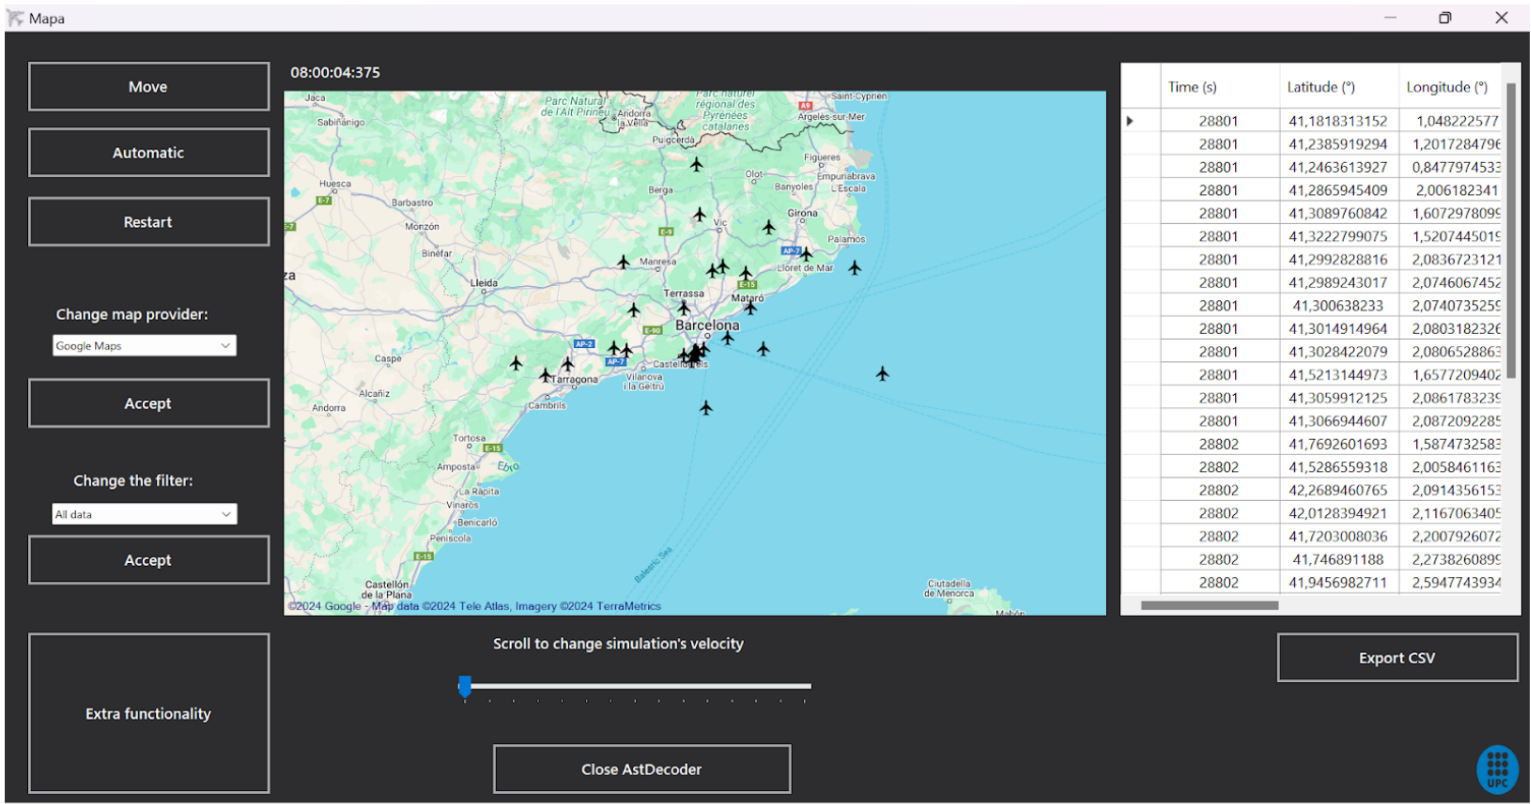 Mapa
Move
Automatic
Restart
Change map provider:
Google Maps
Accept
Change the filter:
All data
Accept
Extra functionality
08:00:04:375
Jaca
Sabiñánigo
Parc Natural
de l'Alt Pirineu
Andorra
la Vella
Parc naturel
régional des
Pyrénées
catalanes
A9
Saint-Cyprien
Argelès-sur-Mer
Puigcerdà
Figueres
Empuriabrava
L'Escala
Huesca
E-7
Barbastro
Berga
Olot
Banyoles
Girona
E-7
Monzón
E-9
Vic
Palamós
Binéfar
Manresa
AP-7
Lloret de Mar
za
Lleida
E-15
Terrassa
Mataró
E-90
Barcelona
AP-2
AP-7
Caspe
Castelldefels
Tarragona
Vilanova
i la Geltrú
Alcañiz
Andorra
Cambrils
Tortosa
E-15
Amposta
Ebro
La Ràpita
Vinaròs
Benicarló
Peníscola
E-15
Balearic Sea
Castellón
de la Plana
Ciutadella
de Menorca
Mahón
©2024 Google - Map data ©2024 Tele Atlas, Imagery ©2024 TerraMetrics
Scroll to change simulation's velocity
Close AstDecoder
Time (s) Latitude (°) Longitude (°)
28801 41,1818313152 1,048222577
28801 41,2385919294 1,2017284796
28801 41,2463613927 0,8477974533
28801 41,2865945409 2,006182341
28801 41,3089760842 1,6072978099
28801 41,3222799075 1,5207445019
28801 41,2992828816 2,0836723121
28801 41,2989243017 2,0746067452
28801 41,300638233 2,0740735259
28801 41,3014914964 2,0803182326
28801 41,3028422079 2,0806528863
28801 41,5213144973 1,6577209402
28801 41,3059912125 2,0861783239
28801 41,3066944607 2,0872092285
28802 41,7692601693 1,5874732583
28802 41,5286559318 2,0058461163
28802 42,2689460765 2,0914356153
28802 42,0128394921 2,1167063405
28802 41,7203008036 2,2007926072
28802 41,746891188 2,2738260899
28802 41,9456982711 2,5947743934
Export CSV
UPC